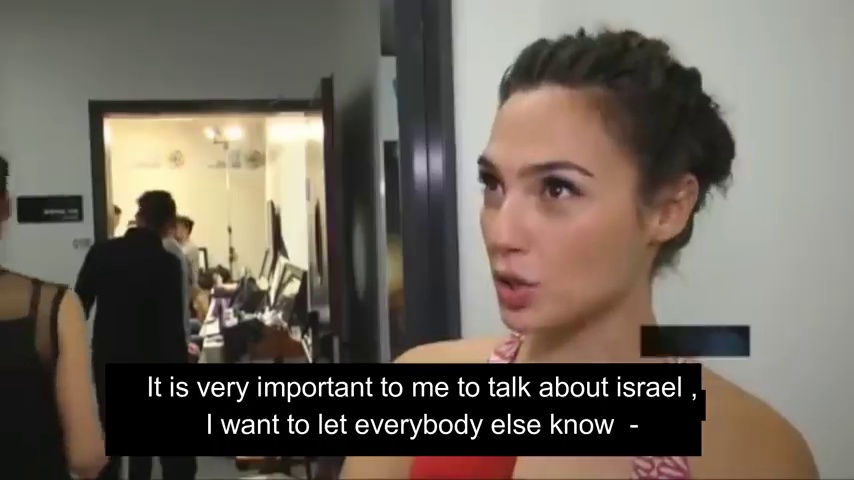 It is very important to me to talk about israel ,
I want to let everybody else know -